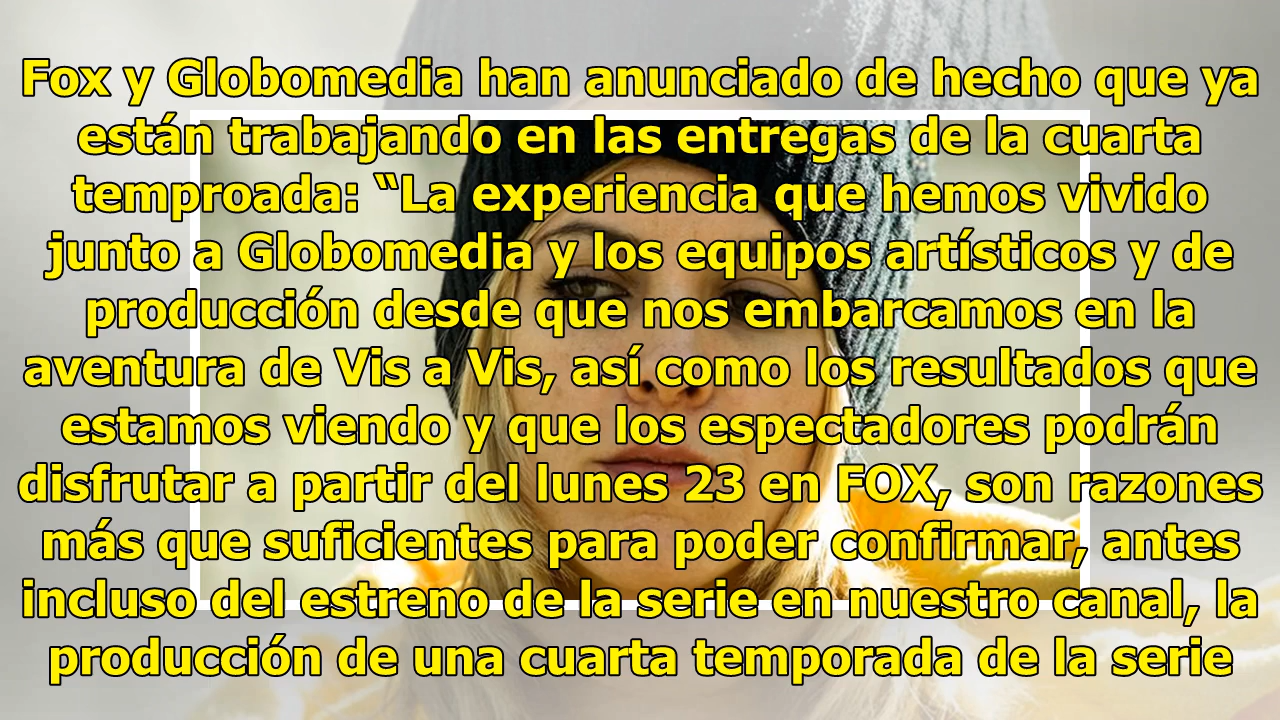 Fox y Globomedia han anunciado de hecho que ya
están trabajando en las entregas de la cuarta
temproada: “La experiencia que hemos vivido
junto a Globomedia y los equipos artísticos y de
producción desde que nos embarcamos en la
aventura de Vis a Vis, así como los resultados que
estamos viendo y que los espectadores podrán
disfrutar a partir del lunes 23 en FOX, son razones
más que suficientes para poder confirmar, antes
incluso del estreno de la serie en nuestro canal, la
producción de una cuarta temporada de la serie